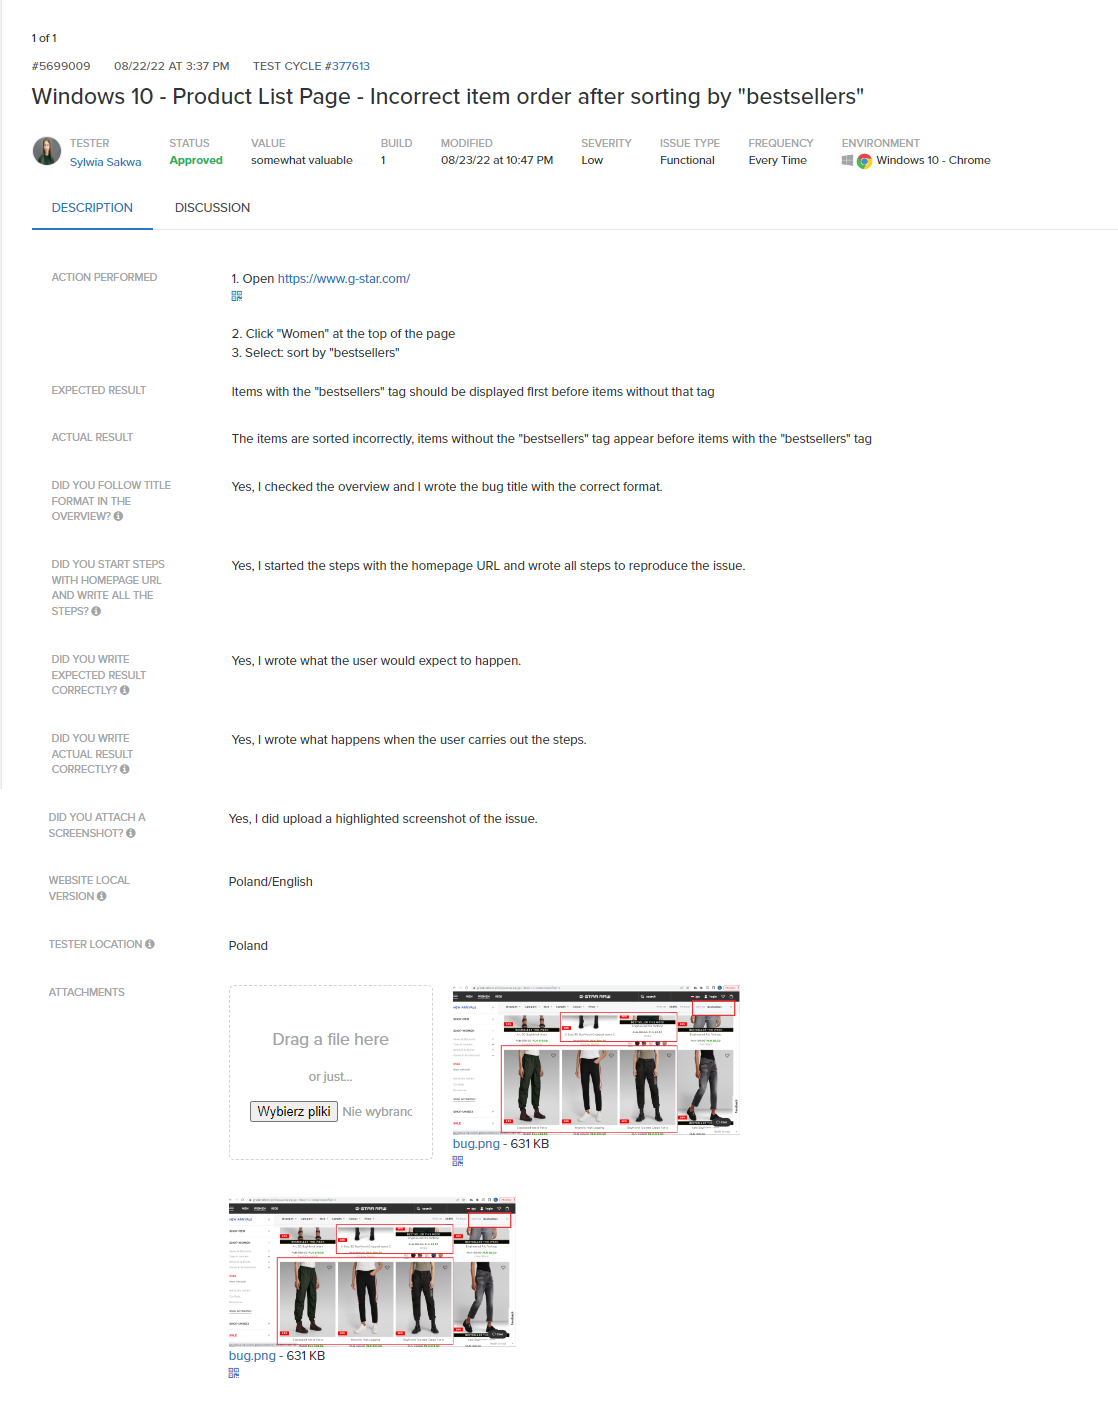 1 of 1
#5699009 08/22/22 AT 3:37 PM TEST CYCLE #377613
Windows 10 - Product List Page - Incorrect item order after sorting by "bestsellers"
TESTER STATUS VALUE BUILD MODIFIED SEVERITY ISSUE TYPE FREQUENCY ENVIRONMENT
Sylwia Sakwa Approved somewhat valuable 1 08/23/22 at 10:47 PM Low Functional Every Time Windows 10 - Chrome
DESCRIPTION DISCUSSION
ACTION PERFORMED
1. Open https://www.g-star.com/
2. Click "Women" at the top of the page
3. Select: sort by "bestsellers"
EXPECTED RESULT
Items with the "bestsellers" tag should be displayed first before items without that tag
ACTUAL RESULT
The items are sorted incorrectly, items without the "bestsellers" tag appear before items with the "bestsellers" tag
DID YOU FOLLOW TITLE
FORMAT IN THE
OVERVIEW?
Yes, I checked the overview and I wrote the bug title with the correct format.
DID YOU START STEPS
WITH HOMEPAGE URL
AND WRITE ALL THE
STEPS?
Yes, I started the steps with the homepage URL and wrote all steps to reproduce the issue.
DID YOU WRITE
EXPECTED RESULT
CORRECTLY?
Yes, I wrote what the user would expect to happen.
DID YOU WRITE
ACTUAL RESULT
CORRECTLY?
Yes, I wrote what happens when the user carries out the steps.
DID YOU ATTACH A
SCREENSHOT?
Yes, I did upload a highlighted screenshot of the issue.
WEBSITE LOCAL
VERSION
Poland/English
TESTER LOCATION
Poland
ATTACHMENTS
Drag a file here
or just...
Wybierz pliki Nie wybranc
G-STAR RAW
bug.png - 631 KB
G-STAR RAW
bug.png - 631 KB